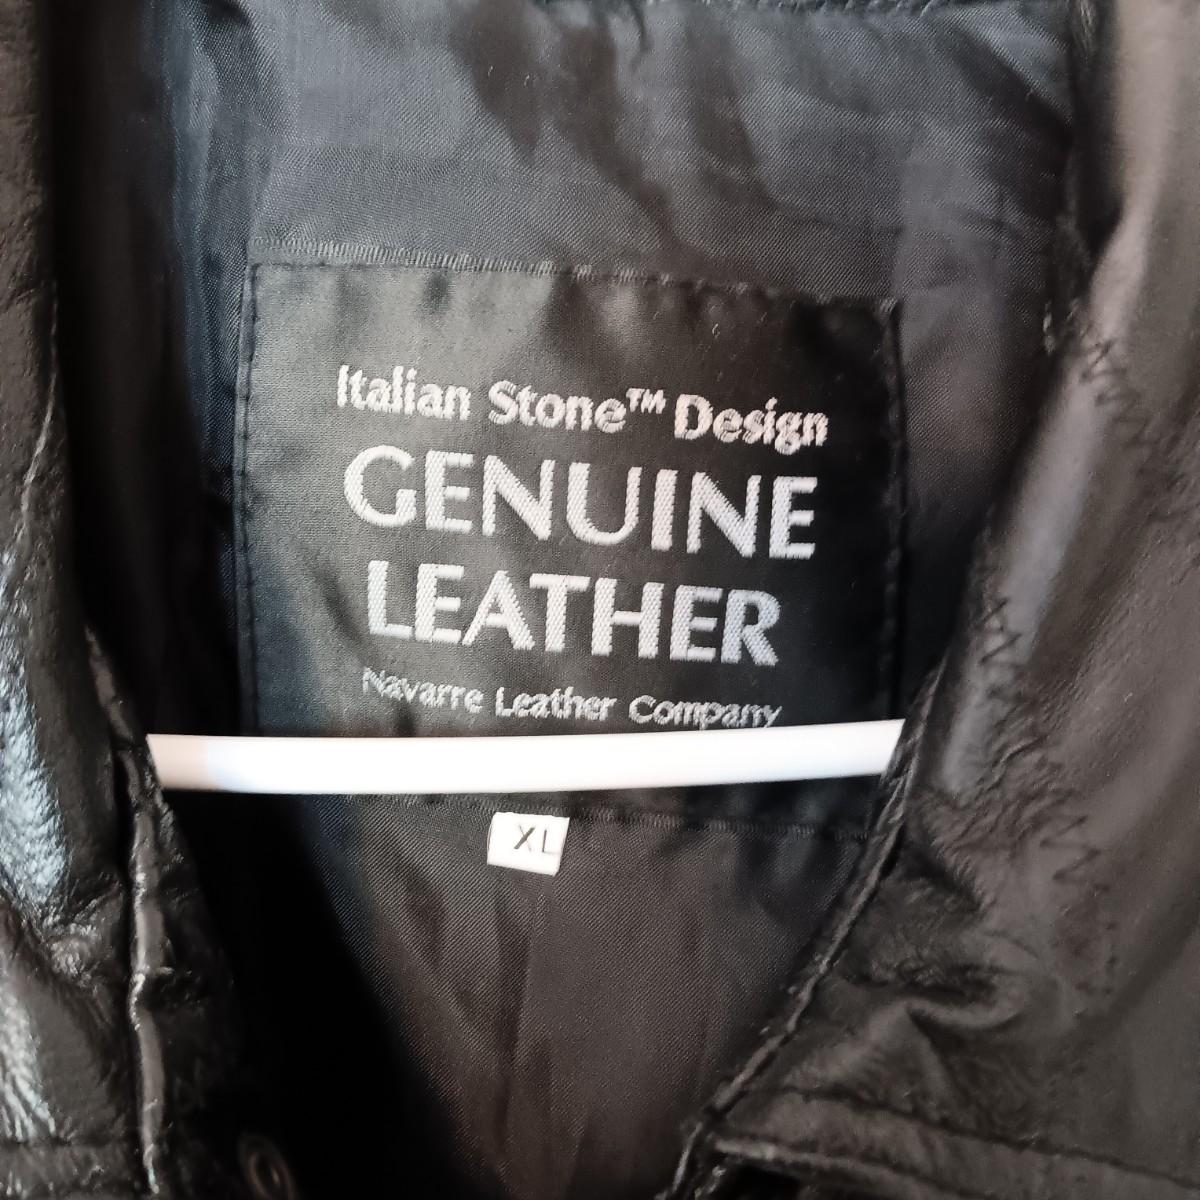 Italian Stone™ Design
GENUINE
LEATHER
Navarre Leather Company
XL